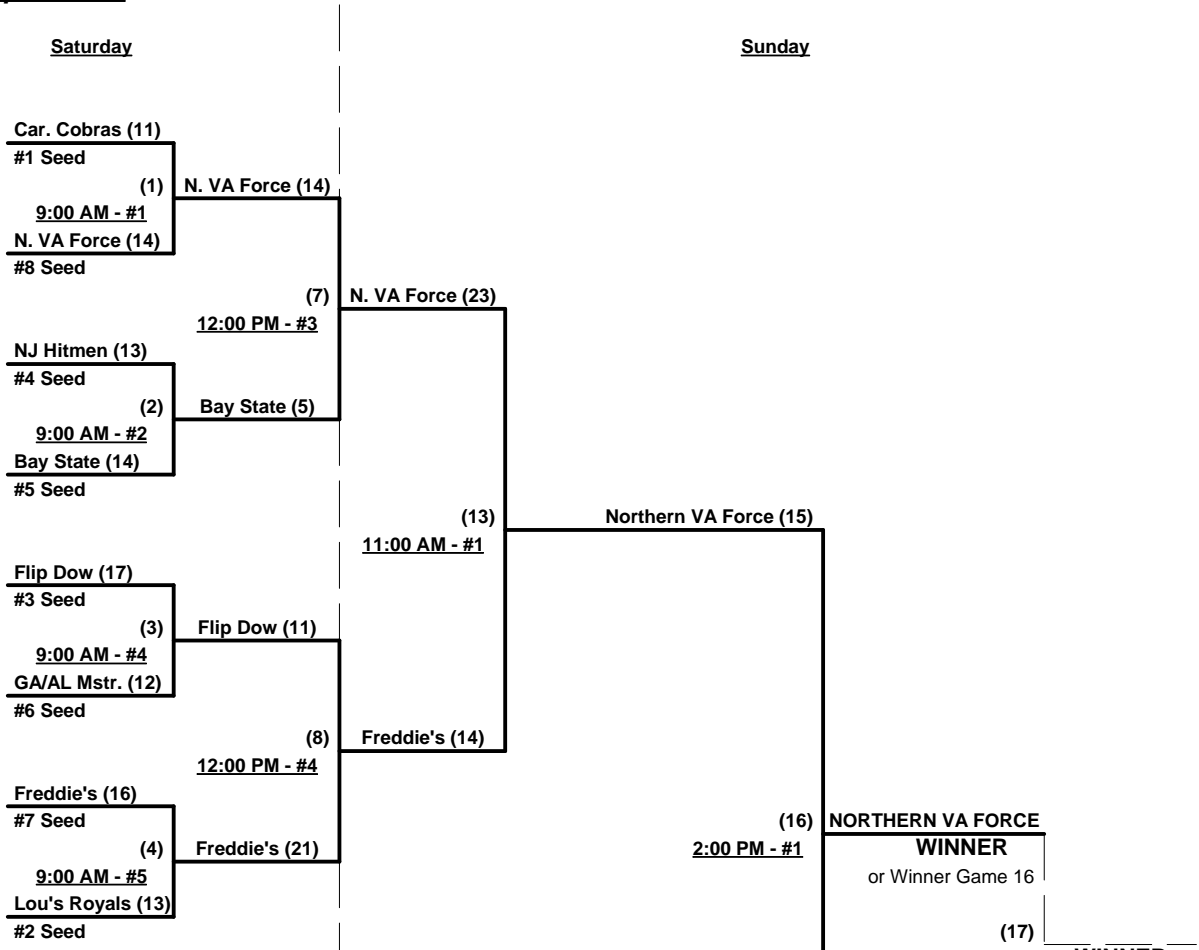 Saturday
Sunday
Car. Cobras (11)
#1 Seed
(1)
N. VA Force (14)
9:00 AM - #1
N. VA Force (14)
#8 Seed
(7)
N. VA Force (23)
12:00 PM - #3
NJ Hitmen (13)
#4 Seed
(2)
Bay State (5)
9:00 AM - #2
Bay State (14)
#5 Seed
(13)
Northern VA Force (15)
11:00 AM - #1
Flip Dow (17)
#3 Seed
(3)
Flip Dow (11)
9:00 AM - #4
GA/AL Mstr. (12)
#6 Seed
(8)
Freddie's (14)
12:00 PM - #4
Freddie's (16)
#7 Seed
(16)
NORTHERN VA FORCE
(4)
Freddie's (21)
2:00 PM - #1
WINNER
9:00 AM - #5
or Winner Game 16
Lou's Royals (13)
#2 Seed
(17)
WINNER